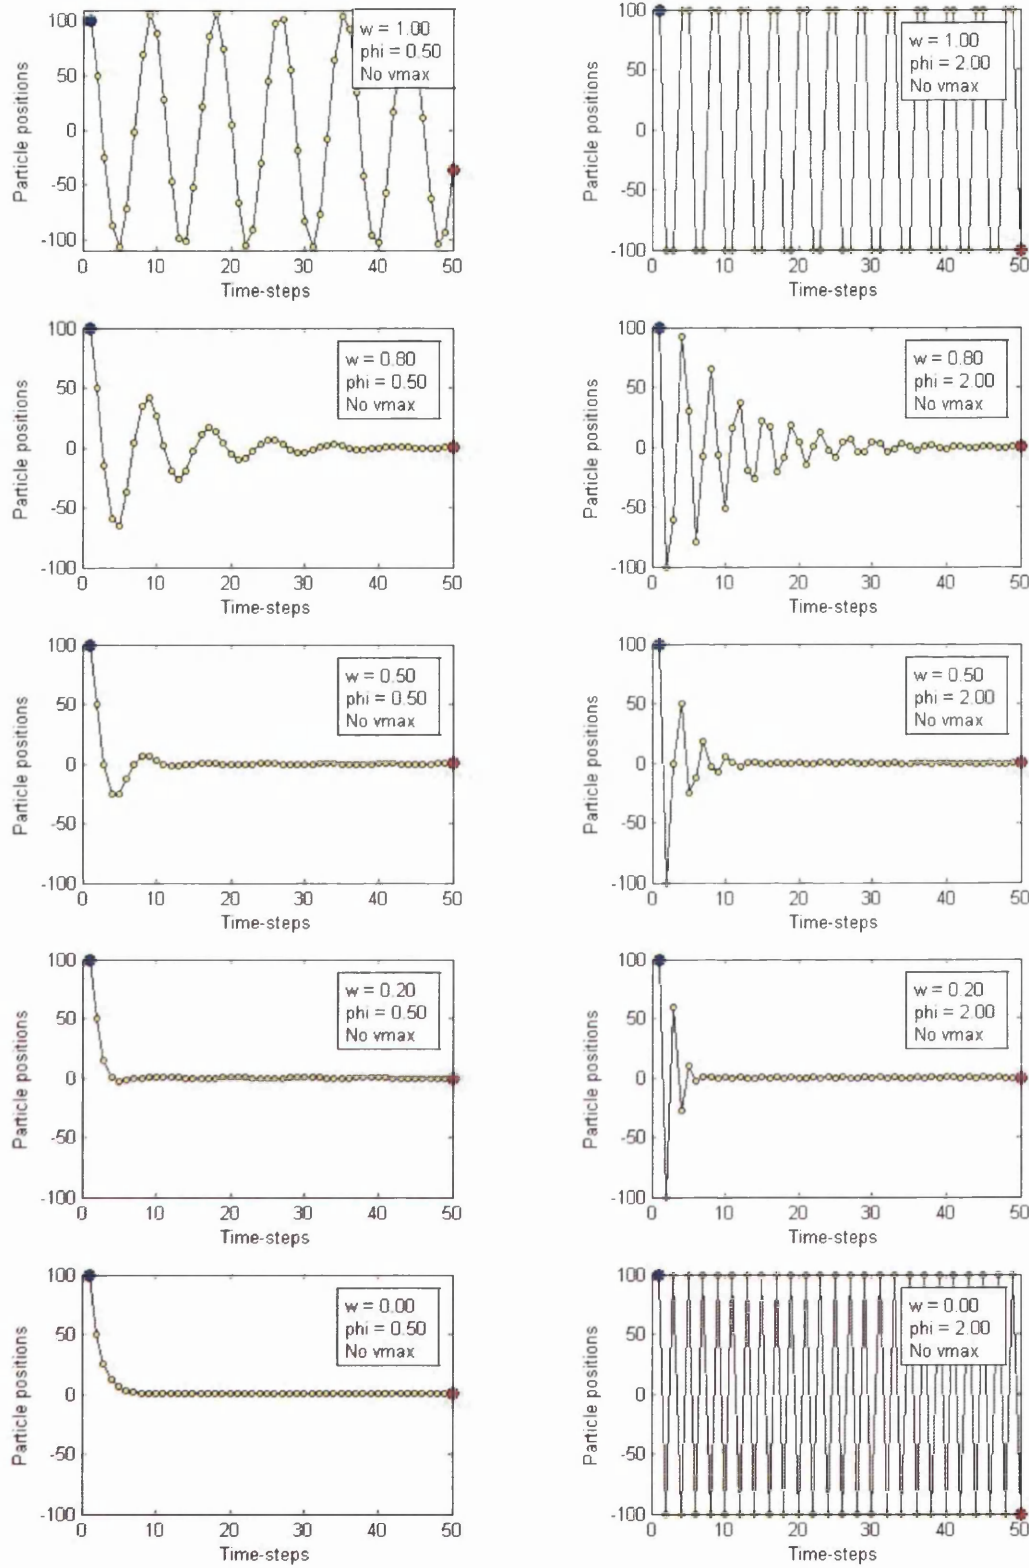 100
50
0
-50
-100
Particle positions
w = 1.00
phi = 0.50
No vmax
0 10 20 30 40 50
Time-steps
100
50
0
-50
-100
Particle positions
w = 1.00
phi = 2.00
No vmax
0 10 20 30 40 50
Time-steps
100
50
0
-50
-100
Particle positions
w = 0.80
phi = 0.50
No vmax
0 10 20 30 40 50
Time-steps
100
50
0
-50
-100
Particle positions
w = 0.80
phi = 2.00
No vmax
0 10 20 30 40 50
Time-steps
100
50
0
-50
-100
Particle positions
w = 0.50
phi = 0.50
No vmax
0 10 20 30 40 50
Time-steps
100
50
0
-50
-100
Particle positions
w = 0.50
phi = 2.00
No vmax
0 10 20 30 40 50
Time-steps
100
50
0
-50
-100
Particle positions
w = 0.20
phi = 0.50
No vmax
0 10 20 30 40 50
Time-steps
100
50
0
-50
-100
Particle positions
w = 0.20
phi = 2.00
No vmax
0 10 20 30 40 50
Time-steps
100
50
0
-50
-100
Particle positions
w = 0.00
phi = 0.50
No vmax
0 10 20 30 40 50
Time-steps
100
50
0
-50
-100
Particle positions
w = 0.00
phi = 2.00
No vmax
0 10 20 30 40 50
Time-steps